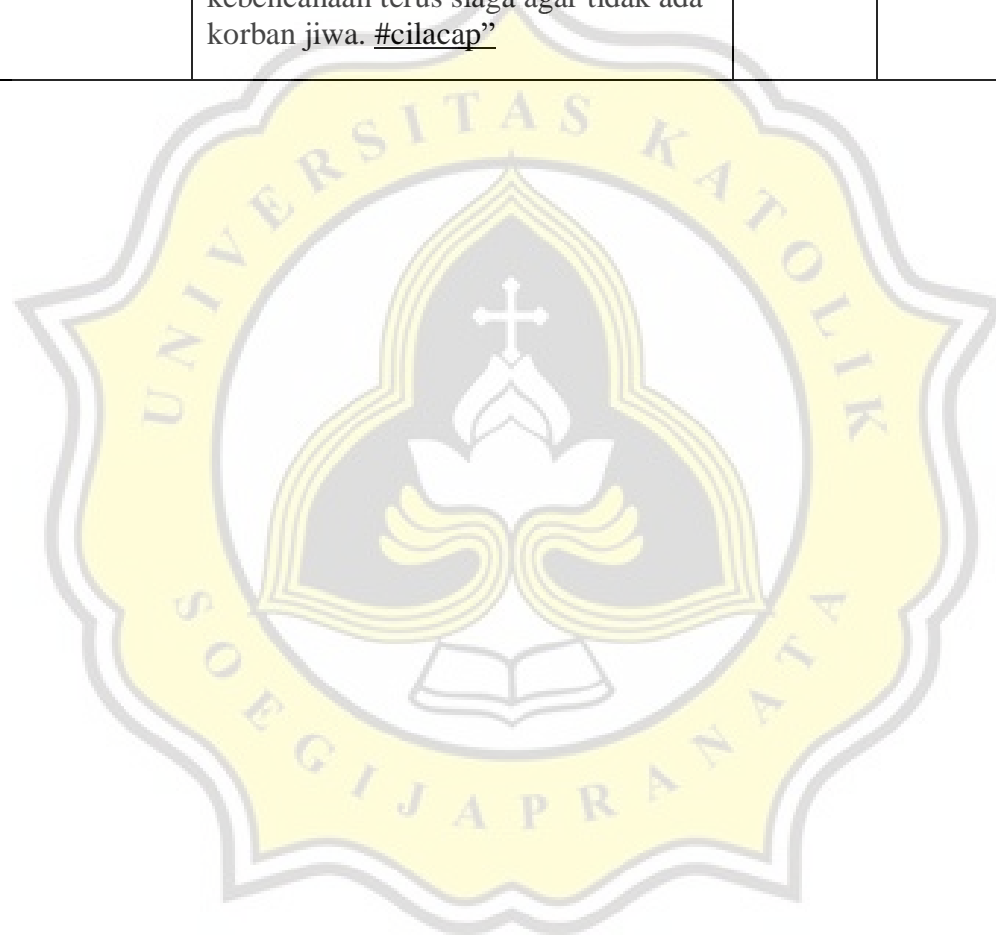 kebencanaan terus siaga agar tidak ada
korban jiwa. #cilacap”
UNIVERSITAS KATOLIK
SOEGIJAPRANATA